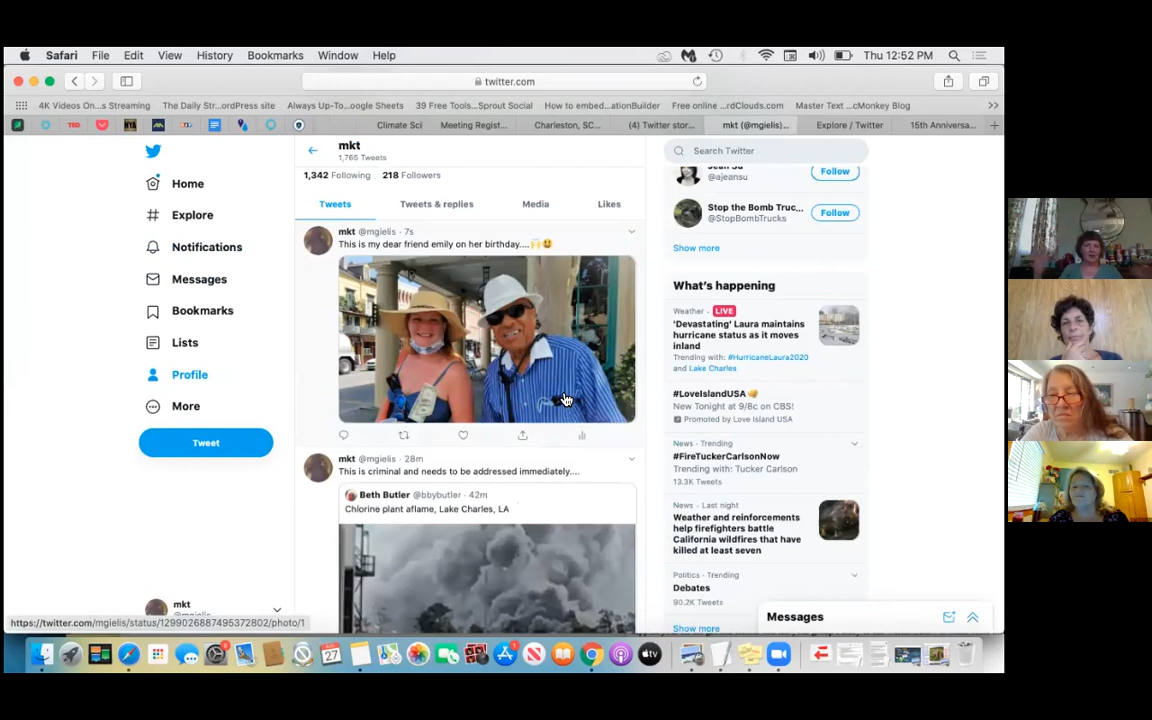 Safari File Edit View History Bookmarks Window Help
Thu 12:52 PM
twitter.com
4K Videos On...s Streaming The Daily Str...ordPress site Always Up-To...oogle Sheets 39 Free Tools...Sprout Social How to embed...ationBuilder Free online ...rdClouds.com Master Text ...cMonkey Blog
TED
Climate Sci Meeting Regist... Charleston, SC... (4) Twitter stor... mkt (@mgielis)... Explore / Twitter 15th Anniversa...
Home
Explore
Notifications
Messages
Bookmarks
Lists
Profile
More
Tweet
mkt
@mgielis
mkt
1,765 Tweets
1,342 Following 218 Followers
Tweets Tweets & replies Media Likes
mkt @mgielis · 7s
This is my dear friend emily on her birthday....🙌😃
mkt @mgielis · 28m
This is criminal and needs to be addressed immediately....
Beth Butler @bbybutler · 42m
Chlorine plant aflame, Lake Charles, LA
Search Twitter
@ajeansu
Follow
Stop the Bomb Truc...
@StopBombTrucks
Follow
Show more
What's happening
Weather · LIVE
'Devastating' Laura maintains
hurricane status as it moves
inland
Trending with: #HurricaneLaura2020
and Lake Charles
#LoveIslandUSA
New Tonight at 9/8c on CBS!
Promoted by Love Island USA
News · Trending
#FireTuckerCarlsonNow
Trending with: Tucker Carlson
13.3K Tweets
News · Last night
Weather and reinforcements
help firefighters battle
California wildfires that have
killed at least seven
Politics · Trending
Debates
90.2K Tweets
Show more
Messages
https://twitter.com/mgielis/status/1299026887495372802/photo/1
27